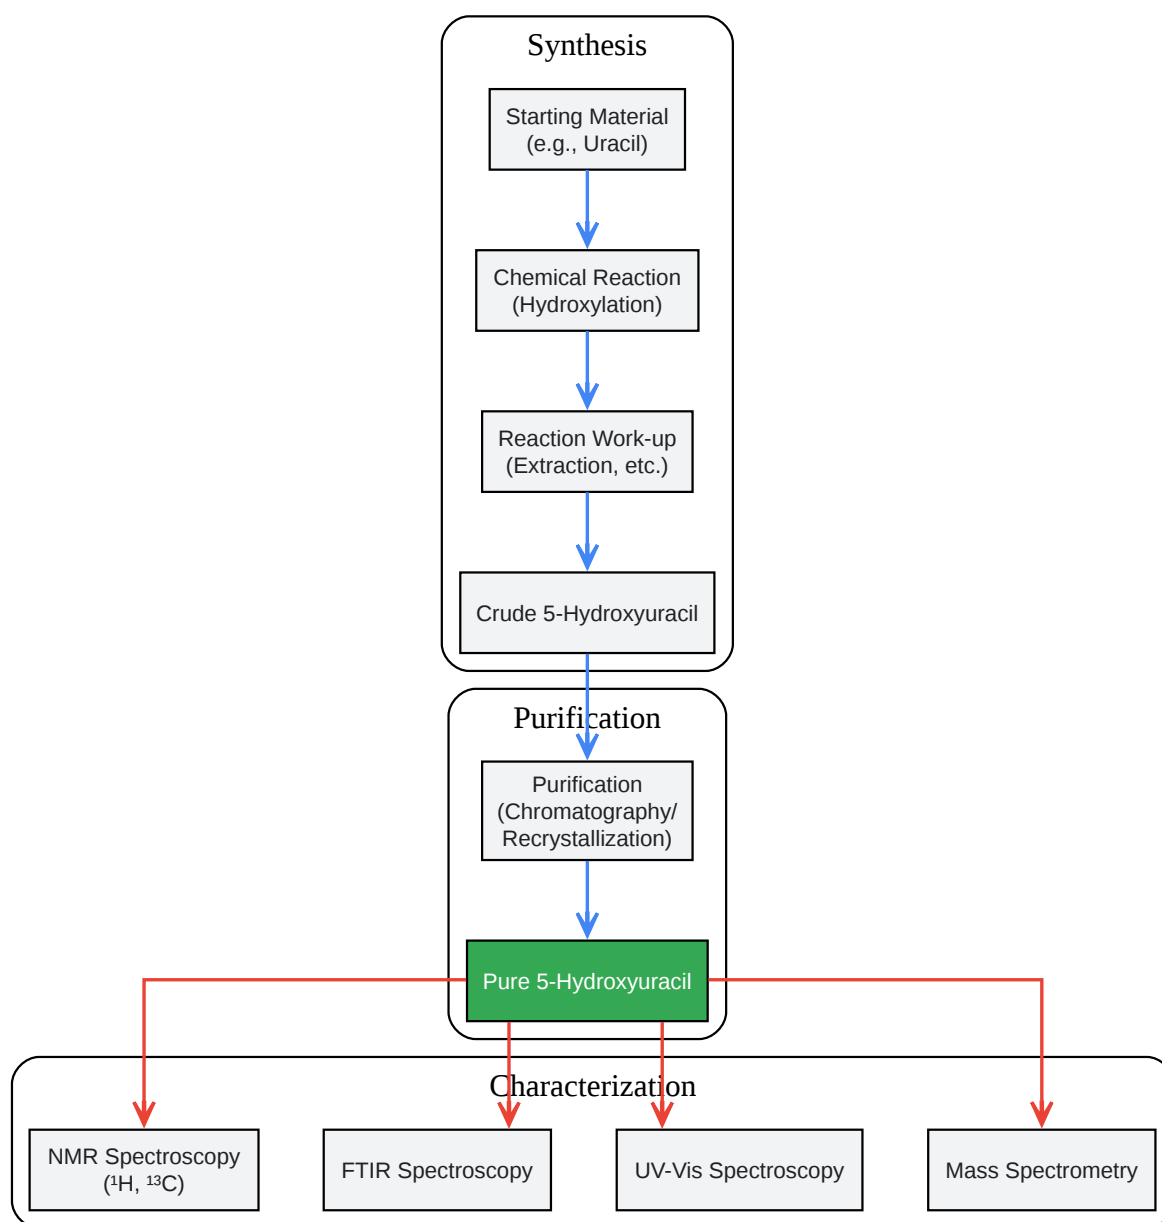 Synthesis
Starting Material
(e.g., Uracil)
Chemical Reaction
(Hydroxylation)
Reaction Work-up
(Extraction, etc.)
Crude 5-Hydroxyuracil
Purification
Purification
(Chromatography/
Recrystallization)
Pure 5-Hydroxyuracil
Characterization
NMR Spectroscopy
(¹H, ¹³C)
FTIR Spectroscopy
UV-Vis Spectroscopy
Mass Spectrometry